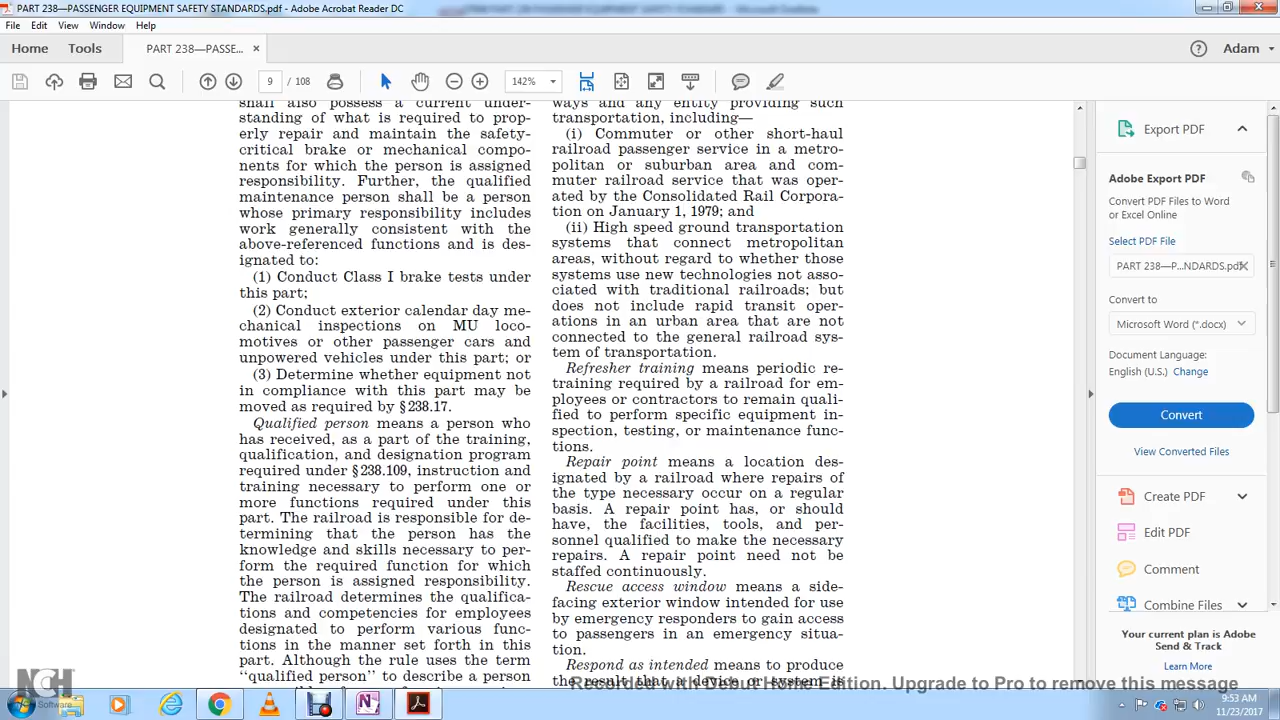 PART 238—PASSENGER EQUIPMENT SAFETY STANDARDS.pdf - Adobe Acrobat Reader DC
File Edit View Window Help
Home Tools PART 238—PASSE... × Adam
9 / 108 142%
shall also possess a current under-
standing of what is required to prop-
erly repair and maintain the safety-
critical brake or mechanical compo-
nents for which the person is assigned
responsibility. Further, the qualified
maintenance person shall be a person
whose primary responsibility includes
work generally consistent with the
above-referenced functions and is des-
ignated to:
(1) Conduct Class I brake tests under
this part;
(2) Conduct exterior calendar day me-
chanical inspections on MU loco-
motives or other passenger cars and
unpowered vehicles under this part; or
(3) Determine whether equipment not
in compliance with this part may be
moved as required by §238.17.
Qualified person means a person who
has received, as a part of the training,
qualification, and designation program
required under §238.109, instruction and
training necessary to perform one or
more functions required under this
part. The railroad is responsible for de-
termining that the person has the
knowledge and skills necessary to per-
form the required function for which
the person is assigned responsibility.
The railroad determines the qualifica-
tions and competencies for employees
designated to perform various func-
tions in the manner set forth in this
part. Although the rule uses the term
‘‘qualified person’’ to describe a person
ways and any entity providing such
transportation, including—
(i) Commuter or other short-haul
railroad passenger service in a metro-
politan or suburban area and com-
muter railroad service that was oper-
ated by the Consolidated Rail Corpora-
tion on January 1, 1979; and
(ii) High speed ground transportation
systems that connect metropolitan
areas, without regard to whether those
systems use new technologies not asso-
ciated with traditional railroads; but
does not include rapid transit oper-
ations in an urban area that are not
connected to the general railroad sys-
tem of transportation.
Refresher training means periodic re-
training required by a railroad for em-
ployees or contractors to remain quali-
fied to perform specific equipment in-
spection, testing, or maintenance func-
tions.
Repair point means a location des-
ignated by a railroad where repairs of
the type necessary occur on a regular
basis. A repair point has, or should
have, the facilities, tools, and per-
sonnel qualified to make the necessary
repairs. A repair point need not be
staffed continuously.
Rescue access window means a side-
facing exterior window intended for use
by emergency responders to gain access
to passengers in an emergency situa-
tion.
Respond as intended means to produce
the result that a device or system is
Export PDF
Adobe Export PDF
Convert PDF Files to Word
or Excel Online
Select PDF File
PART 238—P...NDARDS.pdf
Convert to
Microsoft Word (*.docx)
Document Language:
English (U.S.) Change
Convert
View Converted Files
Create PDF
Edit PDF
Comment
Combine Files
Your current plan is Adobe
Send & Track
Learn More
Recorded with Debut Home Edition. Upgrade to Pro to remove this message
NCH Software
9:53 AM
11/23/2017